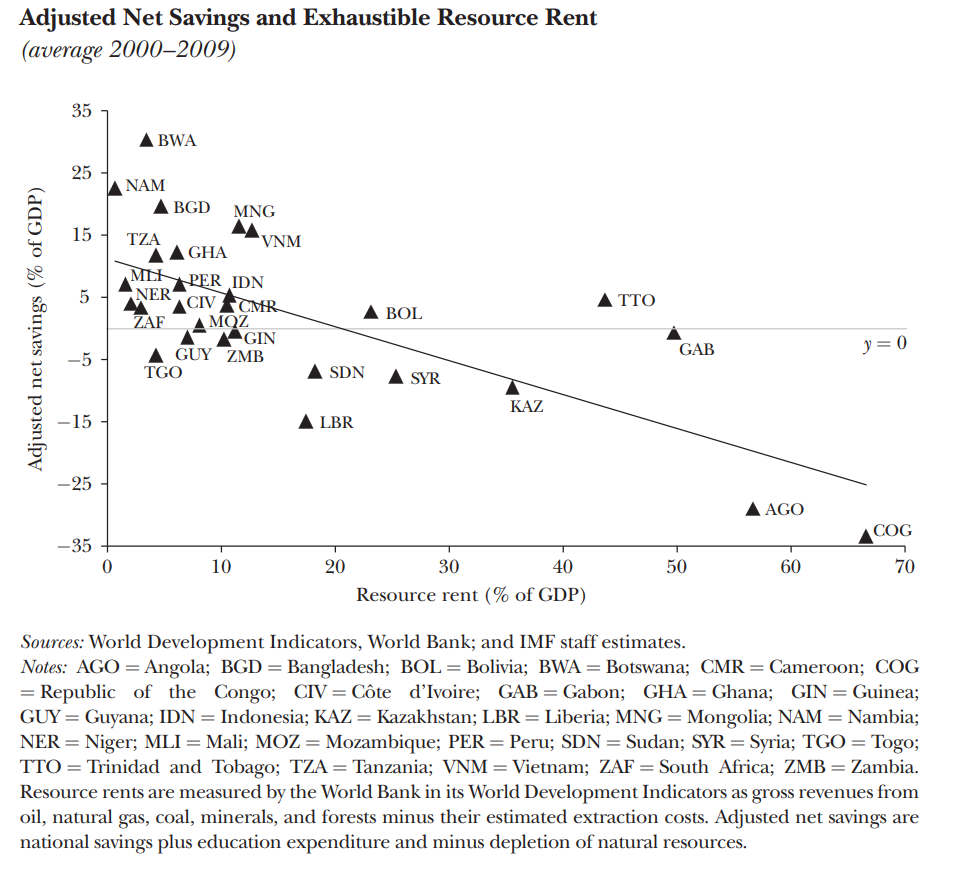 Adjusted Net Savings and Exhaustible Resource Rent
(average 2000–2009)
35
BWA
25
NAM
BGD
MNG
15
TZA
VNM
GHA
MLI
PER
IDN
5
NER
CIV
CMR
TTO
BOL
ZAF
MOZ
GIN
y = 0
GAB
GUY
ZMB
−5
TGO
SDN
SYR
KAZ
−15
LBR
−25
AGO
COG
−35
0 10 20 30 40 50 60 70
Adjusted net savings (% of GDP)
Resource rent (% of GDP)
Sources: World Development Indicators, World Bank; and IMF staff estimates.
Notes: AGO = Angola; BGD = Bangladesh; BOL = Bolivia; BWA = Botswana; CMR = Cameroon; COG
= Republic of the Congo; CIV = Côte d’Ivoire; GAB = Gabon; GHA = Ghana; GIN = Guinea;
GUY = Guyana; IDN = Indonesia; KAZ = Kazakhstan; LBR = Liberia; MNG = Mongolia; NAM = Nambia;
NER = Niger; MLI = Mali; MOZ = Mozambique; PER = Peru; SDN = Sudan; SYR = Syria; TGO = Togo;
TTO = Trinidad and Tobago; TZA = Tanzania; VNM = Vietnam; ZAF = South Africa; ZMB = Zambia.
Resource rents are measured by the World Bank in its World Development Indicators as gross revenues from
oil, natural gas, coal, minerals, and forests minus their estimated extraction costs. Adjusted net savings are
national savings plus education expenditure and minus depletion of natural resources.